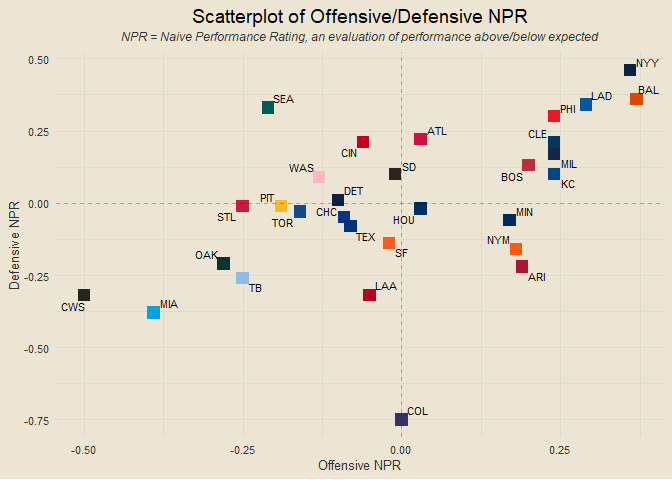 Scatterplot of Offensive/Defensive NPR
NPR = Naive Performance Rating, an evaluation of performance above/below expected
0.50
NYY
SEA
LAD
BAL
PHI
0.25
ATL
CLE
CIN
WAS
SD
MIL
BOS
KC
DET
PIT
0.00
STL
TOR
CHC
HOU
MIN
TEX
NYM
SF
OAK
-0.25
TB
ARI
LAA
CWS
MIA
-0.50
COL
-0.75
Defensive NPR
-0.50
-0.25
0.00
0.25
Offensive NPR